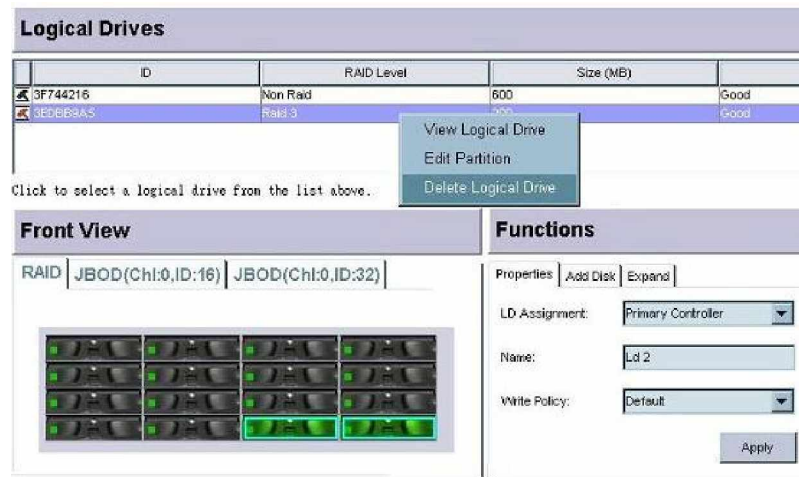 Logical Drives
ID RAID Level Size (MB)
3F744216 Non Raid 600 Good
Raid 3 Good
View Logical Drive
Edit Partition
Delete Logical Drive
Click to select a logical drive from the list above.
Front View
RAID JBOD(Chl:0,ID:16) JBOD(Chl:0,ID:32)
Functions
Properties Add Disk Expand
LD Assignment: Primary Controller
Name: Ld 2
Write Policy: Default
Apply